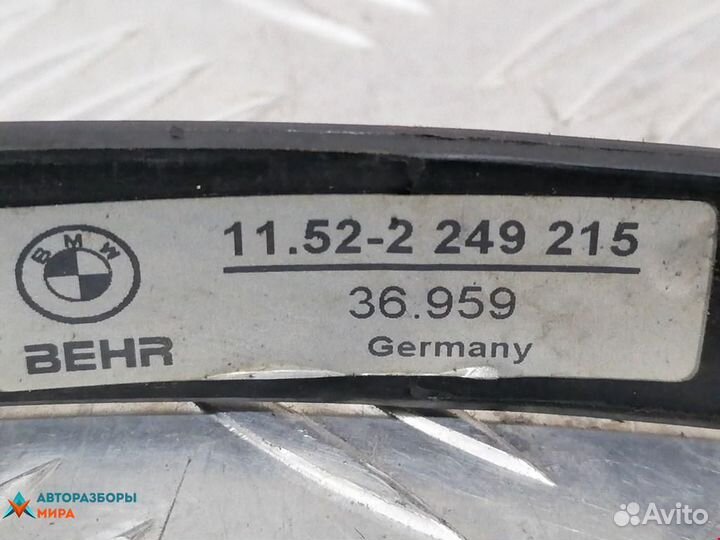 BMW
11.52-2 249 215
36.959
BEHR
Germany
АВТОРАЗБОРЫ
МИРА
Avito